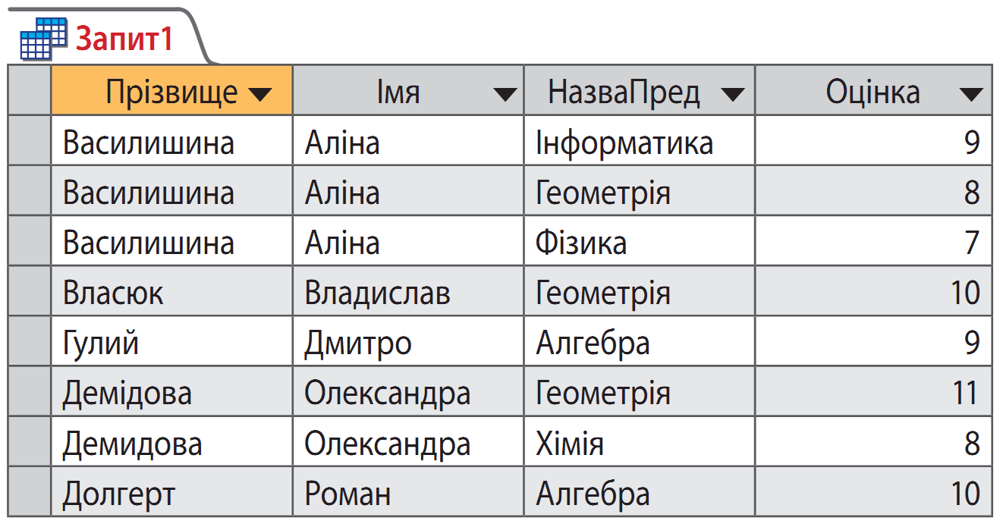 Запит1
Прізвище Імя НазваПред Оцінка
Василишина Аліна Інформатика 9
Василишина Аліна Геометрія 8
Василишина Аліна Фізика 7
Власюк Владислав Геометрія 10
Гулий Дмитро Алгебра 9
Демідова Олександра Геометрія 11
Демидова Олександра Хімія 8
Долгерт Роман Алгебра 10